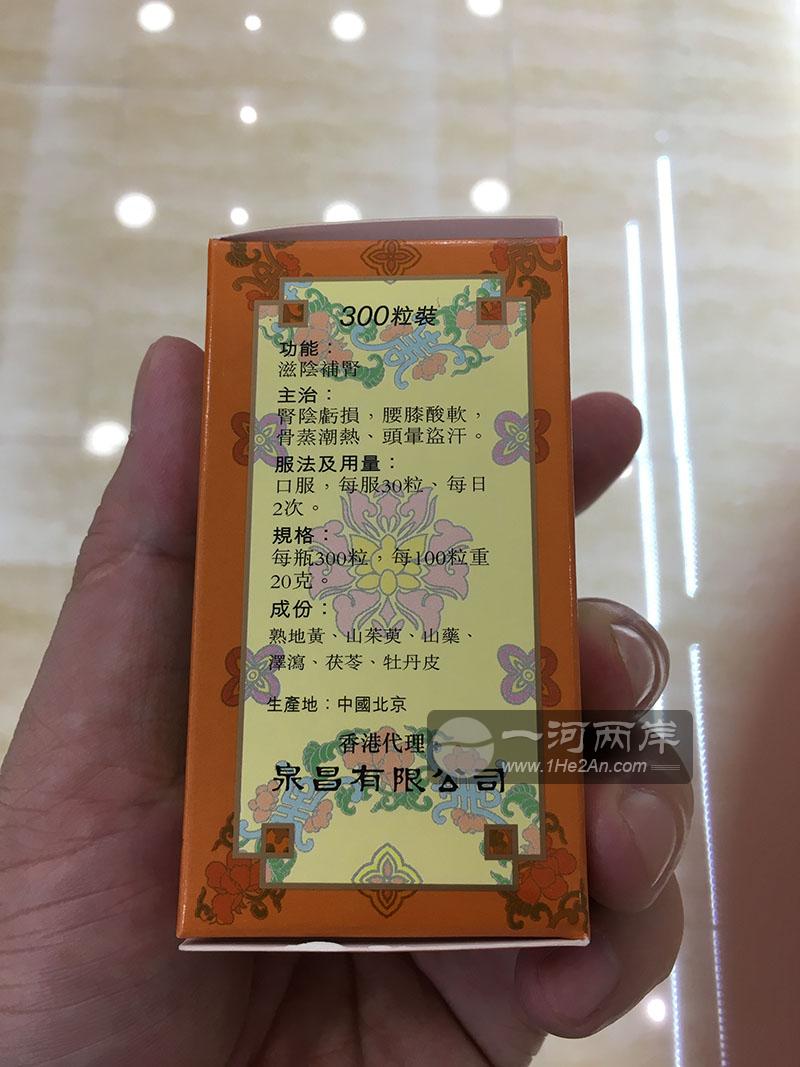 300粒裝
功能：
滋陰補腎
主治：
腎陰虧損，腰膝酸軟，
骨蒸潮熱、頭暈盜汗。
服法及用量：
口服，每服30粒、每日
2次。
規格：
每瓶300粒，每100粒重
20克。
成份：
熟地黃、山茱萸、山藥、
澤瀉、茯苓、牡丹皮
生產地：中國北京
香港代理：
泉昌有限公司
一河两岸
www.1He2An.com